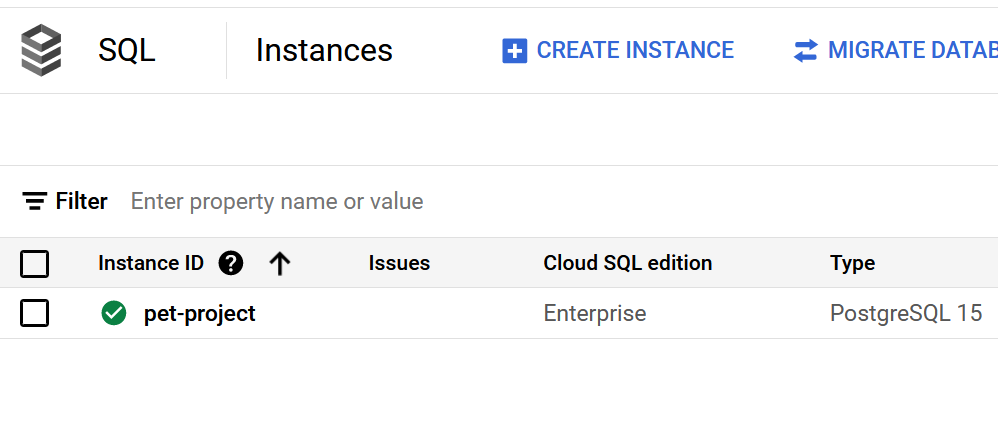 SQL Instances CREATE INSTANCE MIGRATE DATAB
Filter Enter property name or value
Instance ID ? Issues Cloud SQL edition Type
pet-project Enterprise PostgreSQL 15